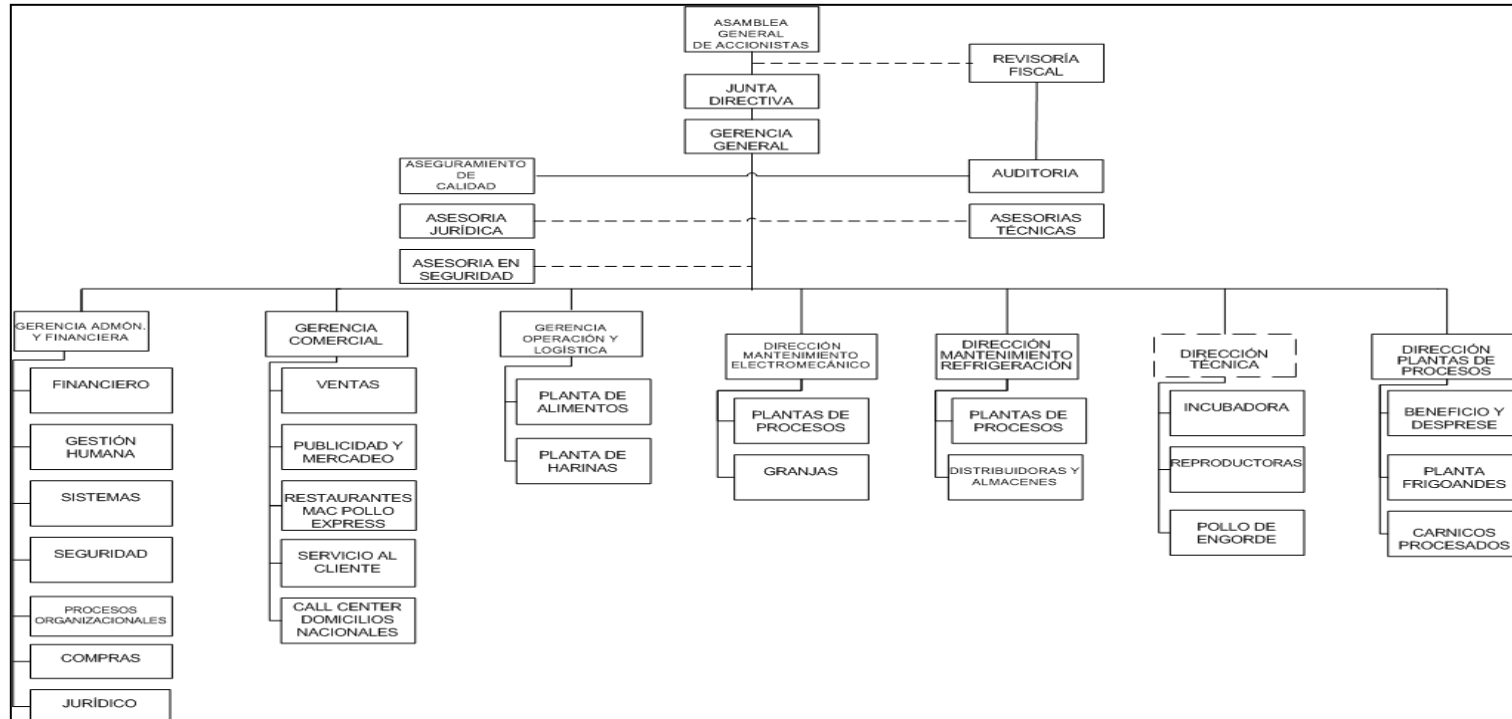 ASAMBLEA
GENERAL
DE ACCIONISTAS
REVISORÍA
FISCAL
JUNTA
DIRECTIVA
GERENCIA
GENERAL
ASEGURAMIENTO
DE
CALIDAD
AUDITORIA
ASESORIA
JURÍDICA
ASESORIAS
TÉCNICAS
ASESORIA EN
SEGURIDAD
GERENCIA ADMÓN.
Y FINANCIERA
FINANCIERO
GESTIÓN
HUMANA
SISTEMAS
SEGURIDAD
PROCESOS
ORGANIZACIONALES
COMPRAS
JURÍDICO
GERENCIA
COMERCIAL
VENTAS
PUBLICIDAD Y
MERCADEO
RESTAURANTES
MAC POLLO
EXPRESS
SERVICIO AL
CLIENTE
CALL CENTER
DOMICILIOS
NACIONALES
GERENCIA
OPERACIÓN Y
LOGÍSTICA
PLANTA DE
ALIMENTOS
PLANTA DE
HARINAS
DIRECCIÓN
MANTENIMIENTO
ELECTROMECÁNICO
PLANTAS DE
PROCESOS
GRANJAS
DIRECCIÓN
MANTENIMIENTO
REFRIGERACIÓN
PLANTAS DE
PROCESOS
DISTRIBUIDORAS Y
ALMACENES
DIRECCIÓN
TÉCNICA
INCUBADORA
REPRODUCTORAS
POLLO DE
ENGORDE
DIRECCIÓN
PLANTAS DE
PROCESOS
BENEFICIO Y
DESPRESE
PLANTA
FRIGOANDES
CARNICOS
PROCESADOS